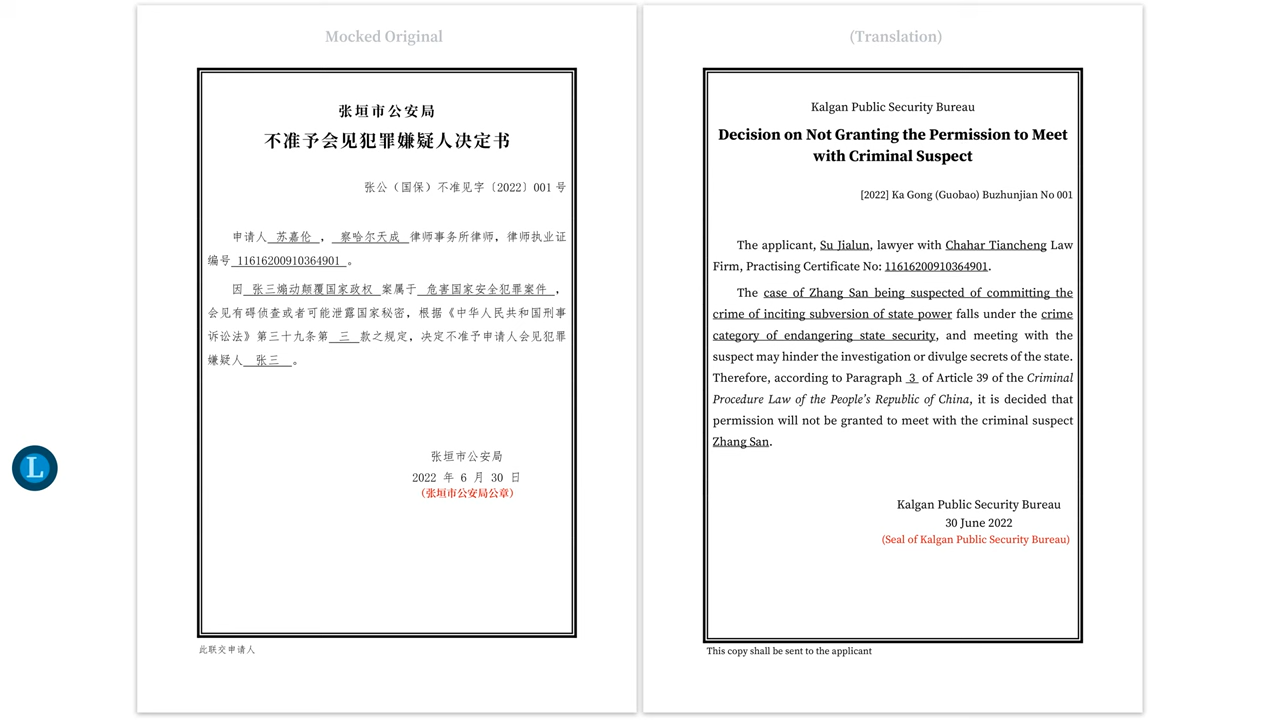 Mocked Original
张垣市公安局
不准予会见犯罪嫌疑人决定书
张公（国保）不准见字〔2022〕001 号
申请人 苏嘉伦 ， 察哈尔天成 律师事务所律师，律师执业证
编号 11616200910364901 。
因 张三煽动颠覆国家政权 案属于 危害国家安全犯罪案件 ，
会见有碍侦查或者可能泄露国家秘密，根据《中华人民共和国刑事
诉讼法》第三十九条第 三 款之规定，决定不准予申请人会见犯罪
嫌疑人 张三 。
张垣市公安局
2022 年 6 月 30 日
（张垣市公安局公章）
此联交申请人
(Translation)
Kalgan Public Security Bureau
Decision on Not Granting the Permission to Meet
with Criminal Suspect
[2022] Ka Gong (Guobao) Buzhunjian No 001
The applicant, Su Jialun, lawyer with Chahar Tiancheng Law
Firm, Practising Certificate No: 11616200910364901.
The case of Zhang San being suspected of committing the
crime of inciting subversion of state power falls under the crime
category of endangering state security, and meeting with the
suspect may hinder the investigation or divulge secrets of the state.
Therefore, according to Paragraph 3 of Article 39 of the Criminal
Procedure Law of the People's Republic of China, it is decided that
permission will not be granted to meet with the criminal suspect
Zhang San.
Kalgan Public Security Bureau
30 June 2022
(Seal of Kalgan Public Security Bureau)
This copy shall be sent to the applicant
L